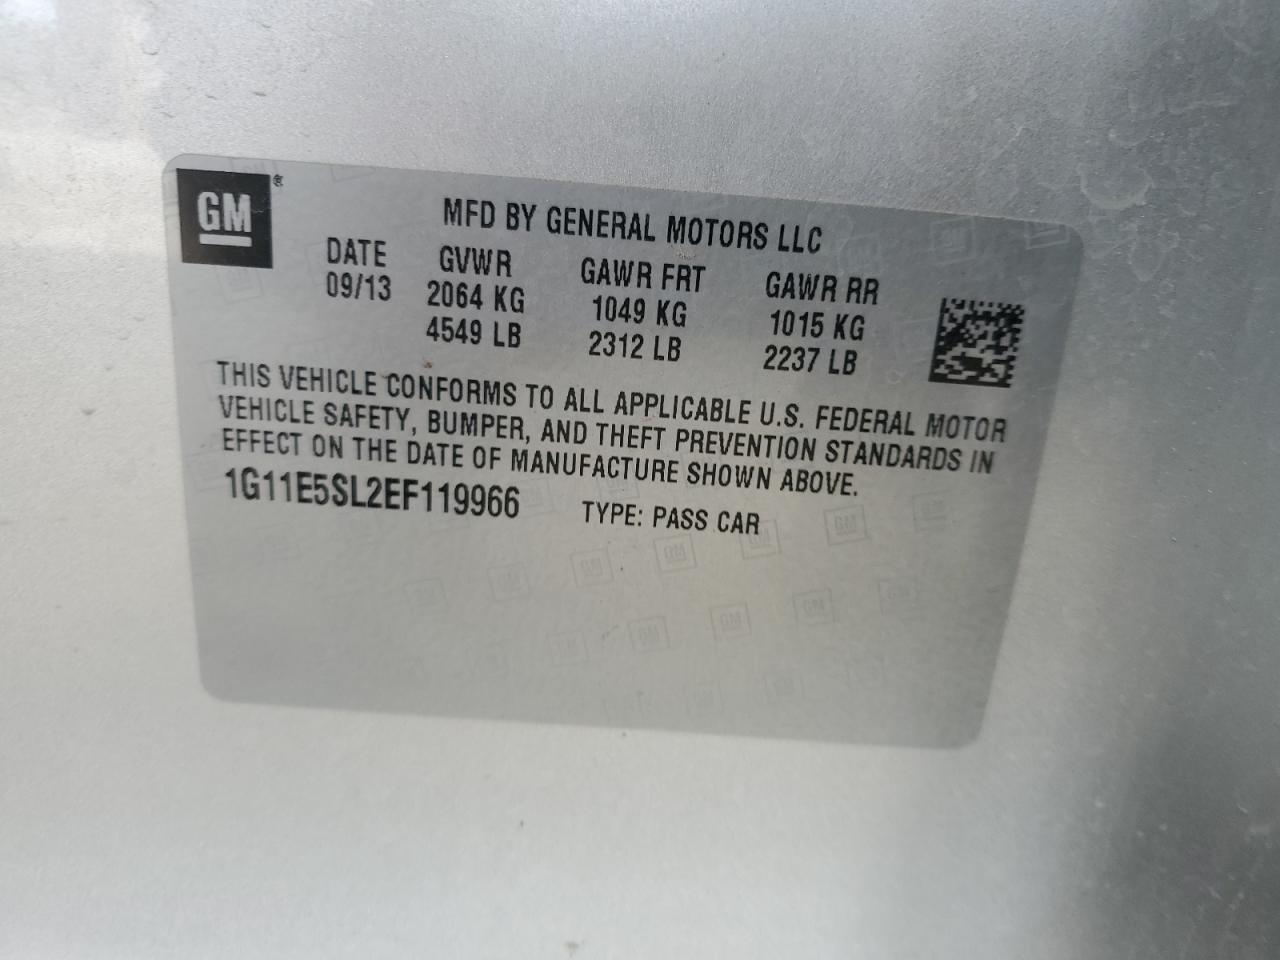 GM
MFD BY GENERAL MOTORS LLC
DATE GVWR GAWR FRT GAWR RR
09/13 2064 KG 1049 KG 1015 KG
4549 LB 2312 LB 2237 LB
THIS VEHICLE CONFORMS TO ALL APPLICABLE U.S. FEDERAL MOTOR
VEHICLE SAFETY, BUMPER, AND THEFT PREVENTION STANDARDS IN
EFFECT ON THE DATE OF MANUFACTURE SHOWN ABOVE.
1G11E5SL2EF119966 TYPE: PASS CAR